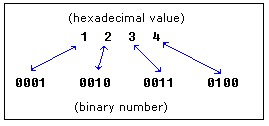 (hexadecimal value)
1 2 3 4
0001 0010 0011 0100
(binary number)